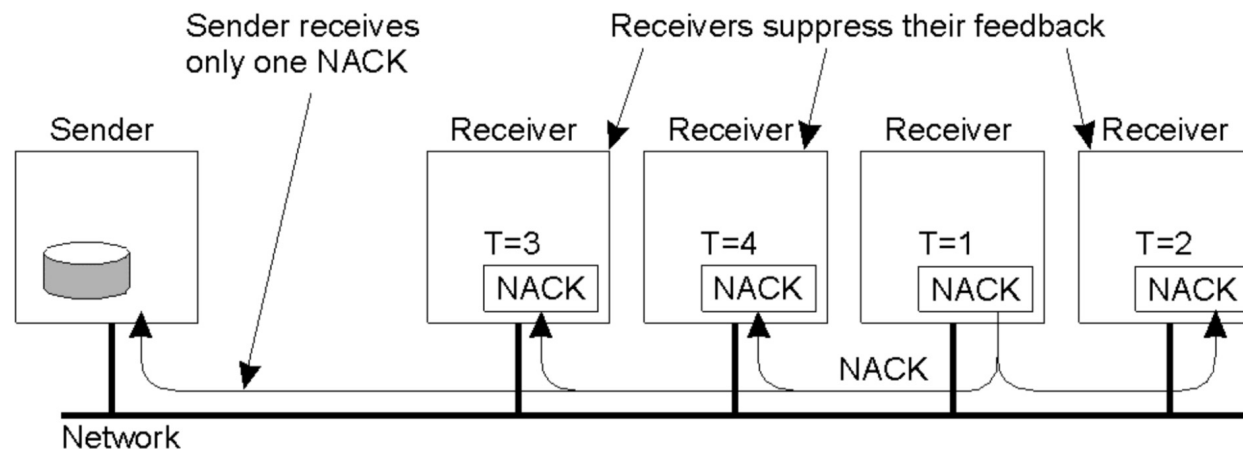 Sender receives
only one NACK
Receivers suppress their feedback
Sender
Receiver
Receiver
Receiver
Receiver
T=3
T=4
T=1
T=2
NACK
NACK
NACK
NACK
NACK
Network